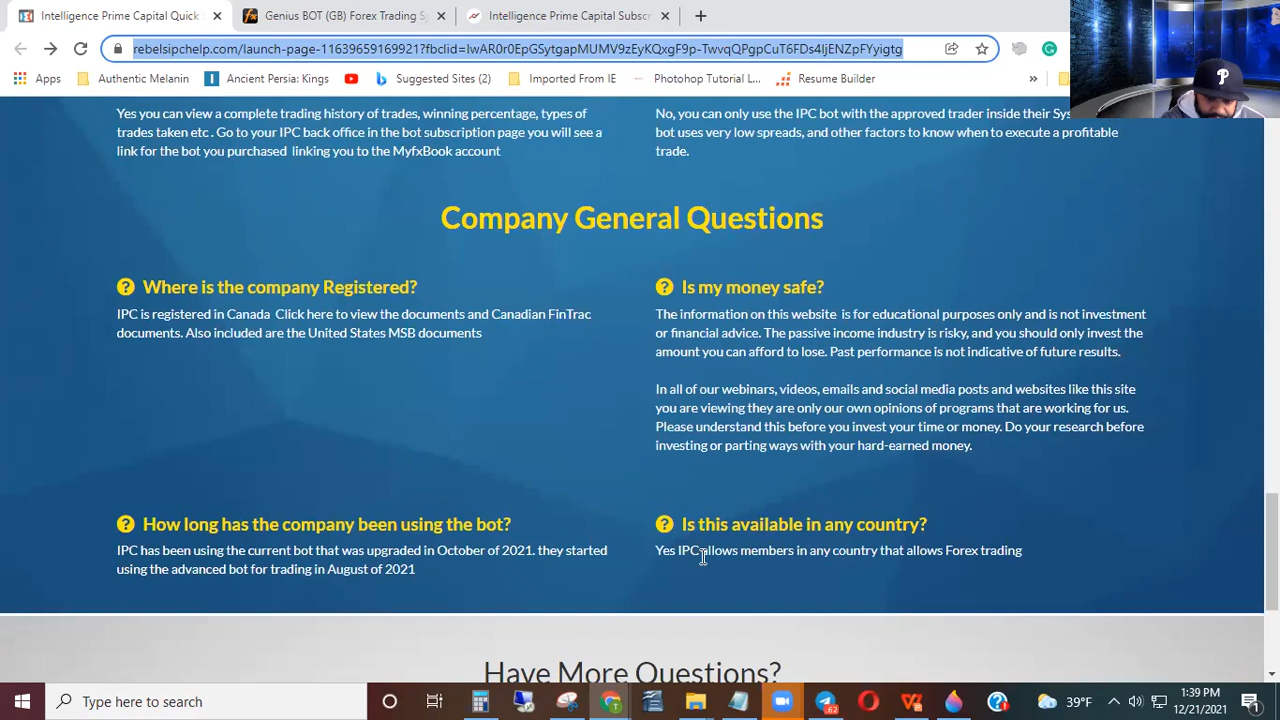 Intelligence Prime Capital Quick
Genius BOT (GB) Forex Trading S
Intelligence Prime Capital Subscr
rebelsipchelp.com/launch-page-11639659169921?fbclid=IwAR0r0EpGSytgapMUMV9zEyKQxgF9p-TwvqQPgpCuT6FDs4IjENZpFYyigtg
Apps
Authentic Melanin
Ancient Persia: Kings
Suggested Sites (2)
Imported From IE
Photohop Tutorial L...
Resume Builder
»
P
Yes you can view a complete trading history of trades, winning percentage, types of
trades taken etc . Go to your IPC back office in the bot subscription page you will see a
link for the bot you purchased linking you to the MyfxBook account
No, you can only use the IPC bot with the approved trader inside their Sys
bot uses very low spreads, and other factors to know when to execute a profitable
trade.
Company General Questions
? Where is the company Registered?
IPC is registered in Canada Click here to view the documents and Canadian FinTrac
documents. Also included are the United States MSB documents
? Is my money safe?
The information on this website is for educational purposes only and is not investment
or financial advice. The passive income industry is risky, and you should only invest the
amount you can afford to lose. Past performance is not indicative of future results.
In all of our webinars, videos, emails and social media posts and websites like this site
you are viewing they are only our own opinions of programs that are working for us.
Please understand this before you invest your time or money. Do your research before
investing or parting ways with your hard-earned money.
? How long has the company been using the bot?
IPC has been using the current bot that was upgraded in October of 2021. they started
using the advanced bot for trading in August of 2021
? Is this available in any country?
Yes IPC allows members in any country that allows Forex trading
Have More Questions?
Type here to search
62
39°F
1:39 PM
12/21/2021
1